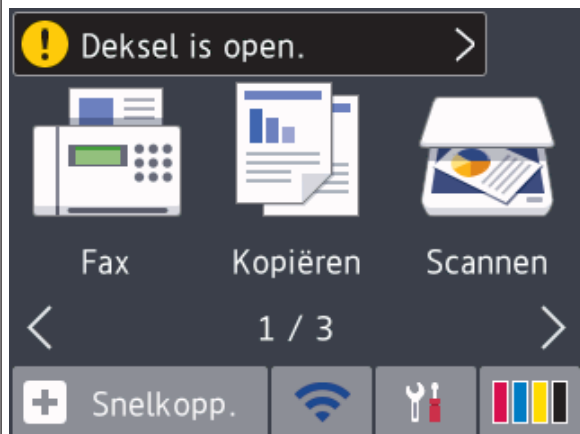 Deksel is open.
Fax Kopiëren Scannen
1 / 3
Snelkopp.